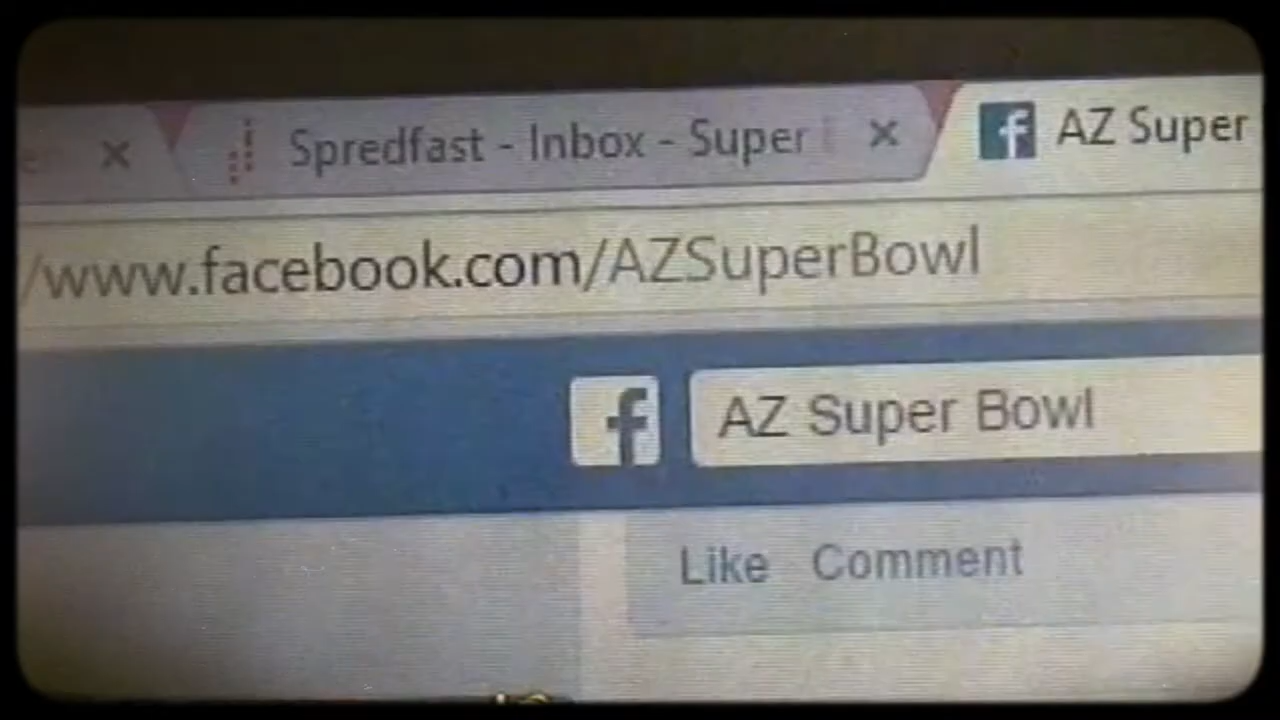 Spredfast - Inbox - Super
AZ Super
/www.facebook.com/AZSuperBowl
f AZ Super Bowl
Like Comment